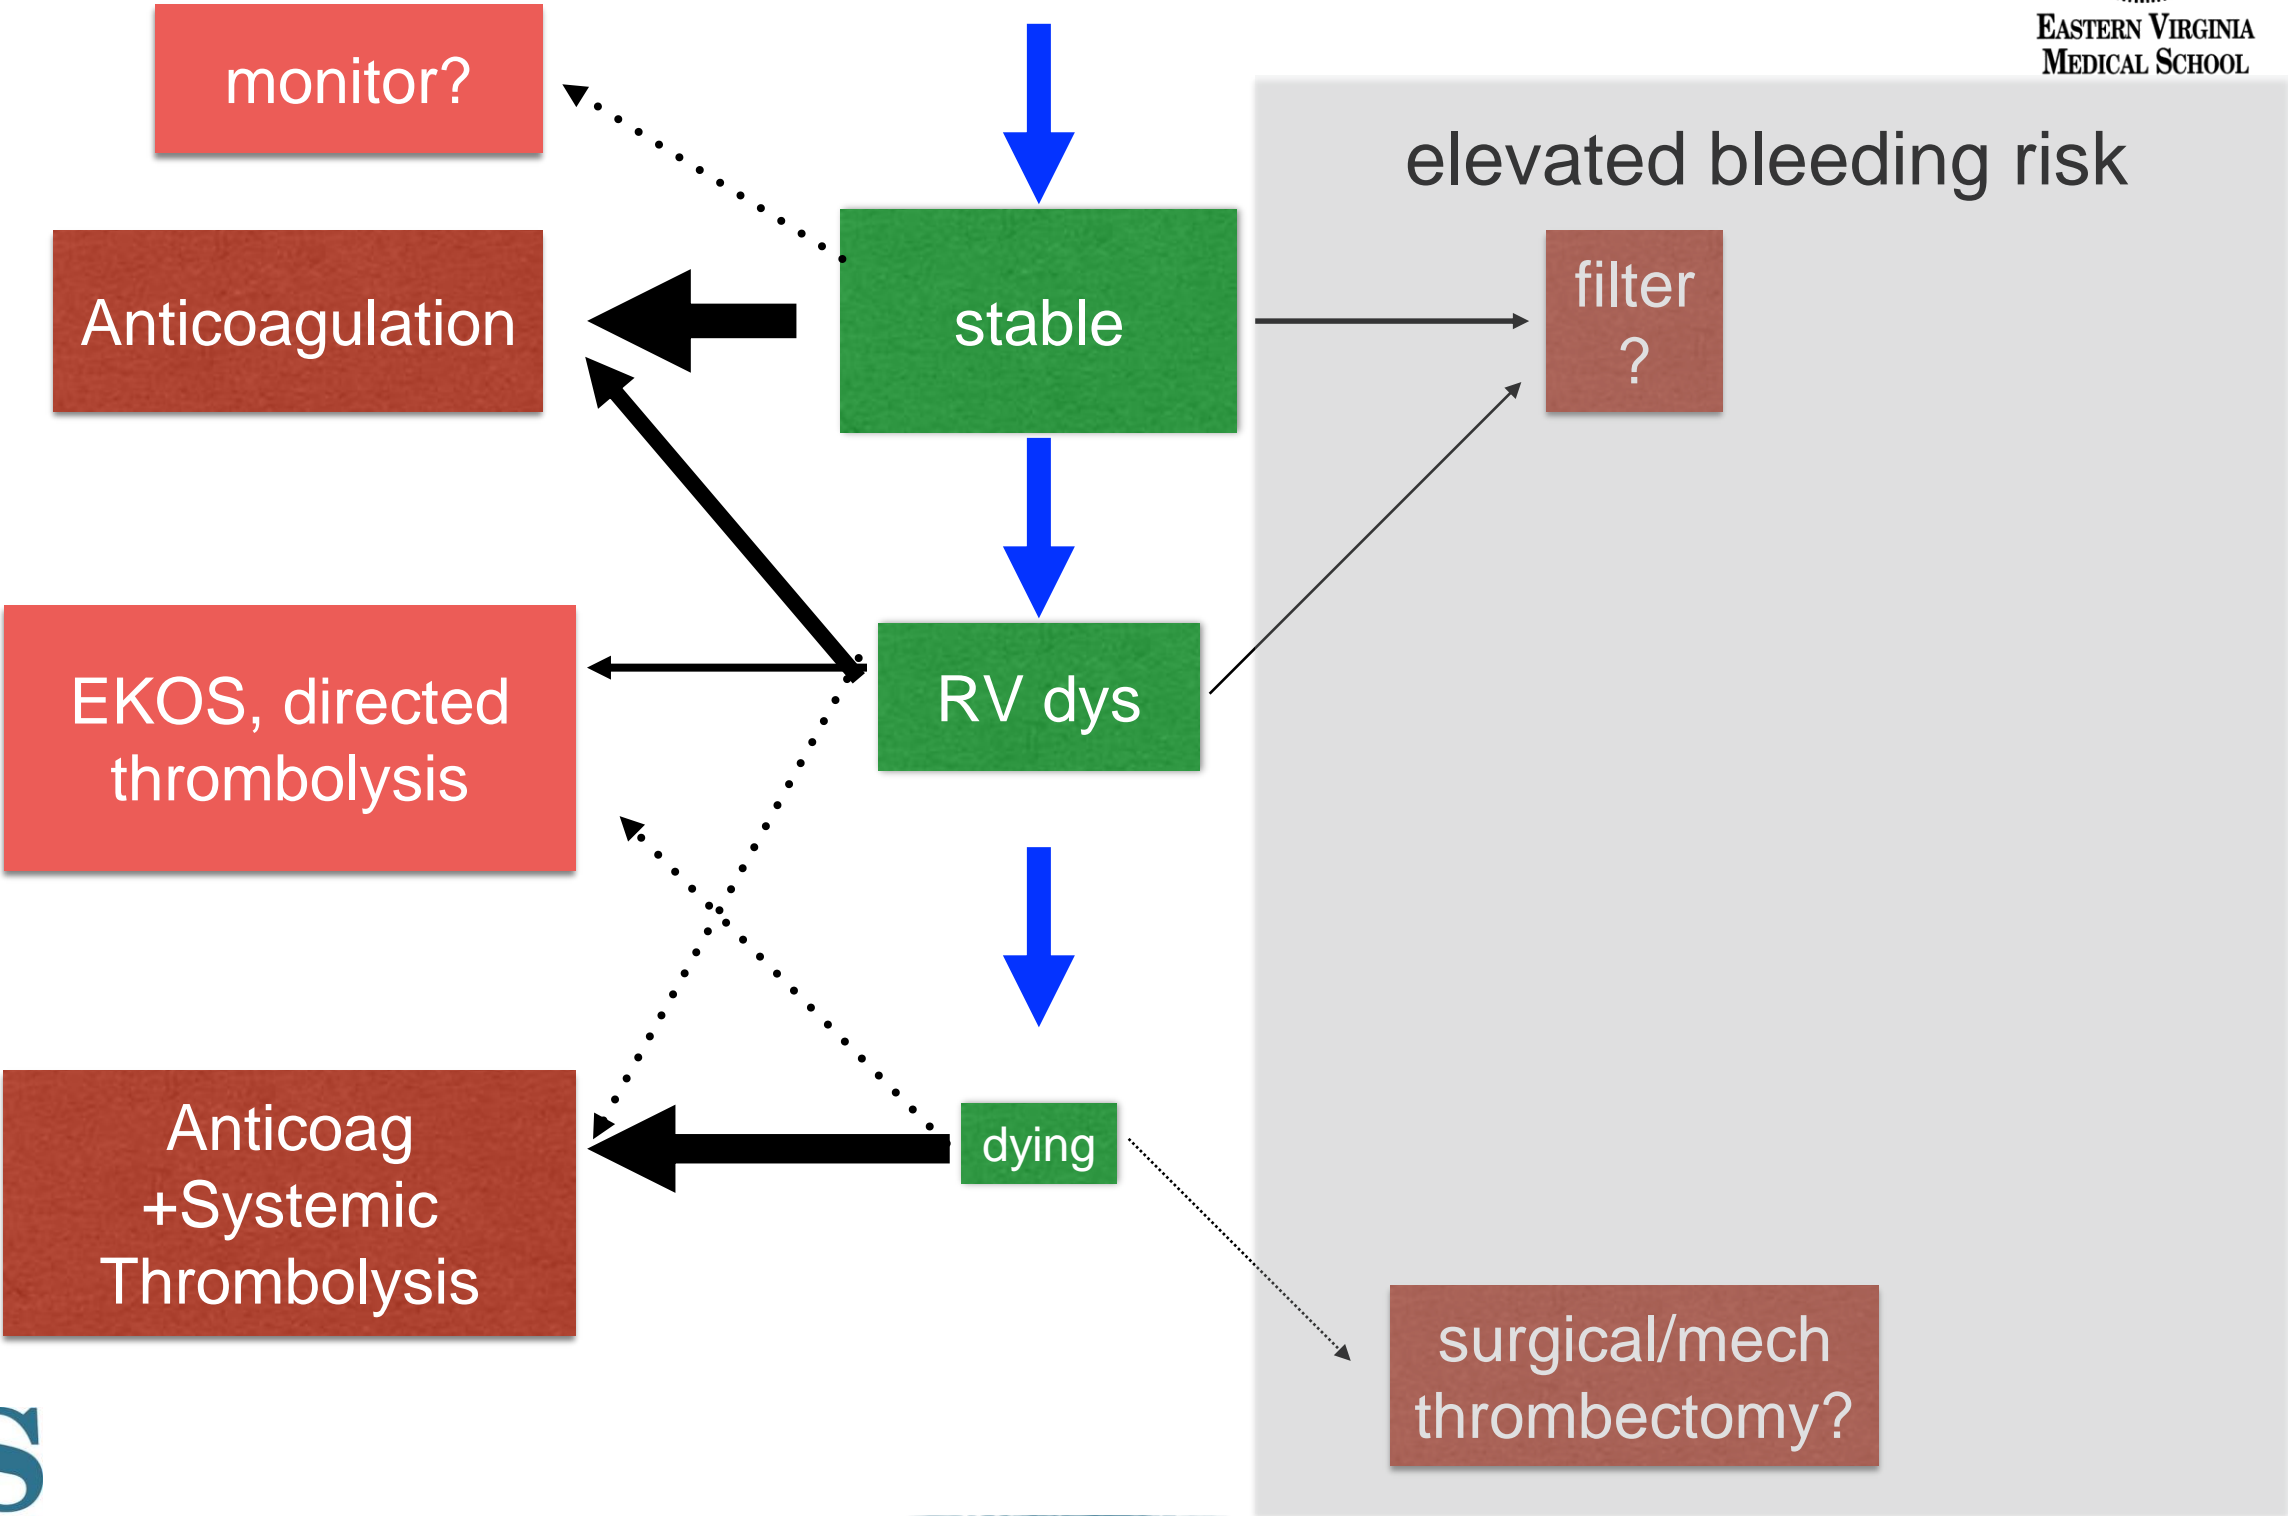 EASTERN VIRGINIA
MEDICAL SCHOOL
monitor?
elevated bleeding risk
Anticoagulation
stable
filter
?
EKOS, directed
thrombolysis
RV dys
Anticoag
+Systemic
Thrombolysis
dying
surgical/mech
thrombectomy?
S